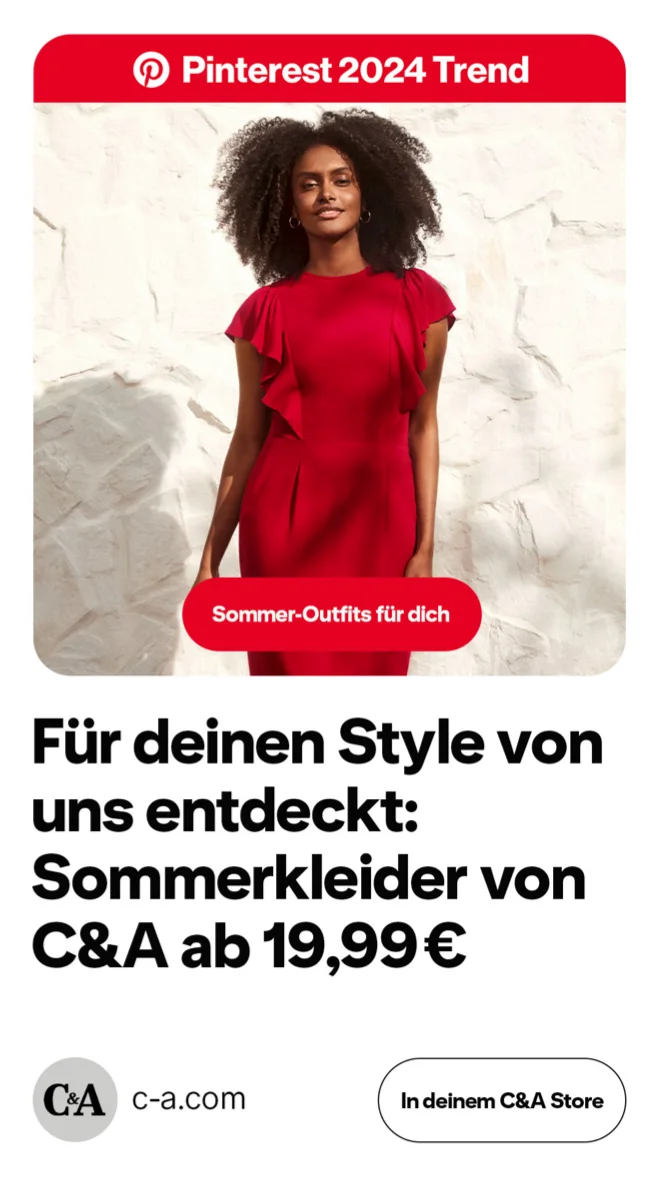 Pinterest 2024 Trend
Sommer-Outfits für dich
Für deinen Style von
uns entdeckt:
Sommerkleider von
C&A ab 19,99 €
C&A c-a.com
In deinem C&A Store